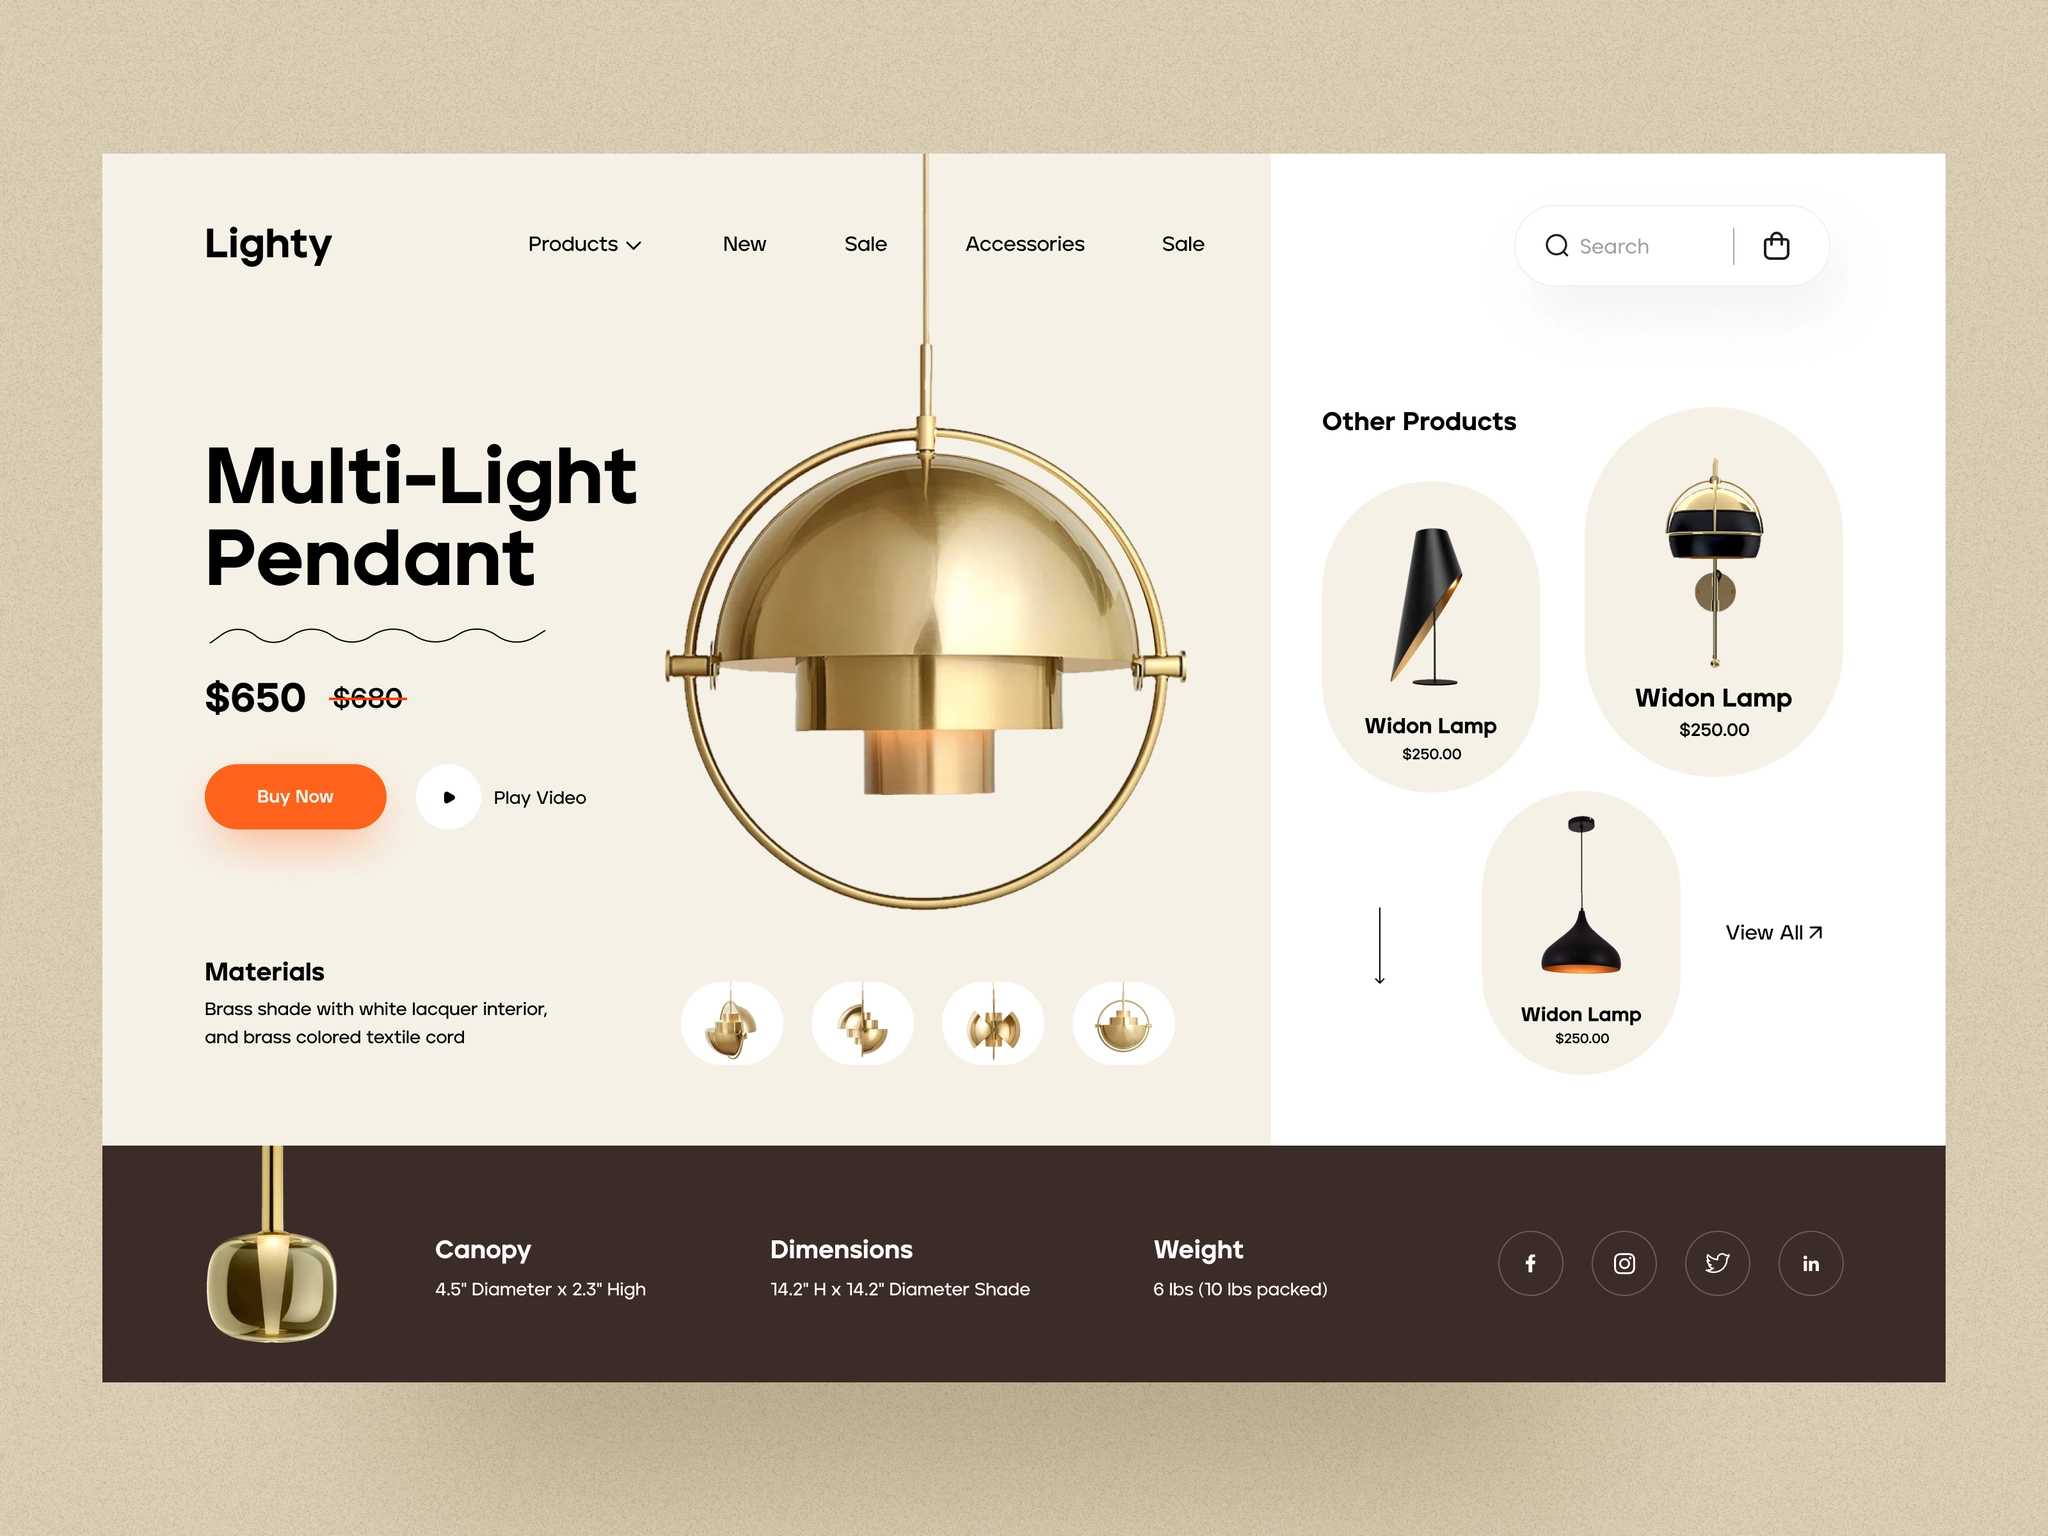 Lighty
Products
New
Sale
Accessories
Sale
Search
Multi-Light
Pendant
$650 $680
Buy Now
Play Video
Materials
Brass shade with white lacquer interior,
and brass colored textile cord
Other Products
Widon Lamp
$250.00
Widon Lamp
$250.00
Widon Lamp
$250.00
View All
Canopy
4.5" Diameter x 2.3" High
Dimensions
14.2" H x 14.2" Diameter Shade
Weight
6 lbs (10 lbs packed)
f
in